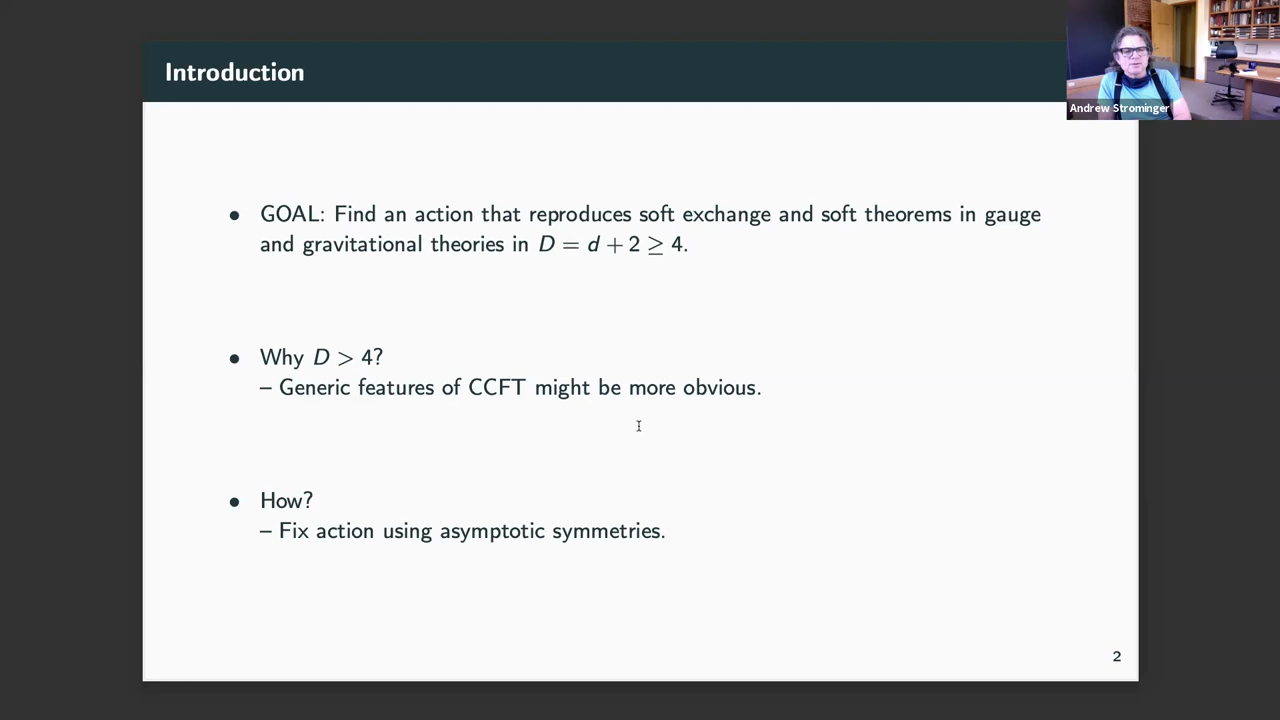 Introduction
Andrew Strominger
• GOAL: Find an action that reproduces soft exchange and soft theorems in gauge
and gravitational theories in D = d + 2 ≥ 4.
• Why D > 4?
– Generic features of CCFT might be more obvious.
• How?
– Fix action using asymptotic symmetries.
2